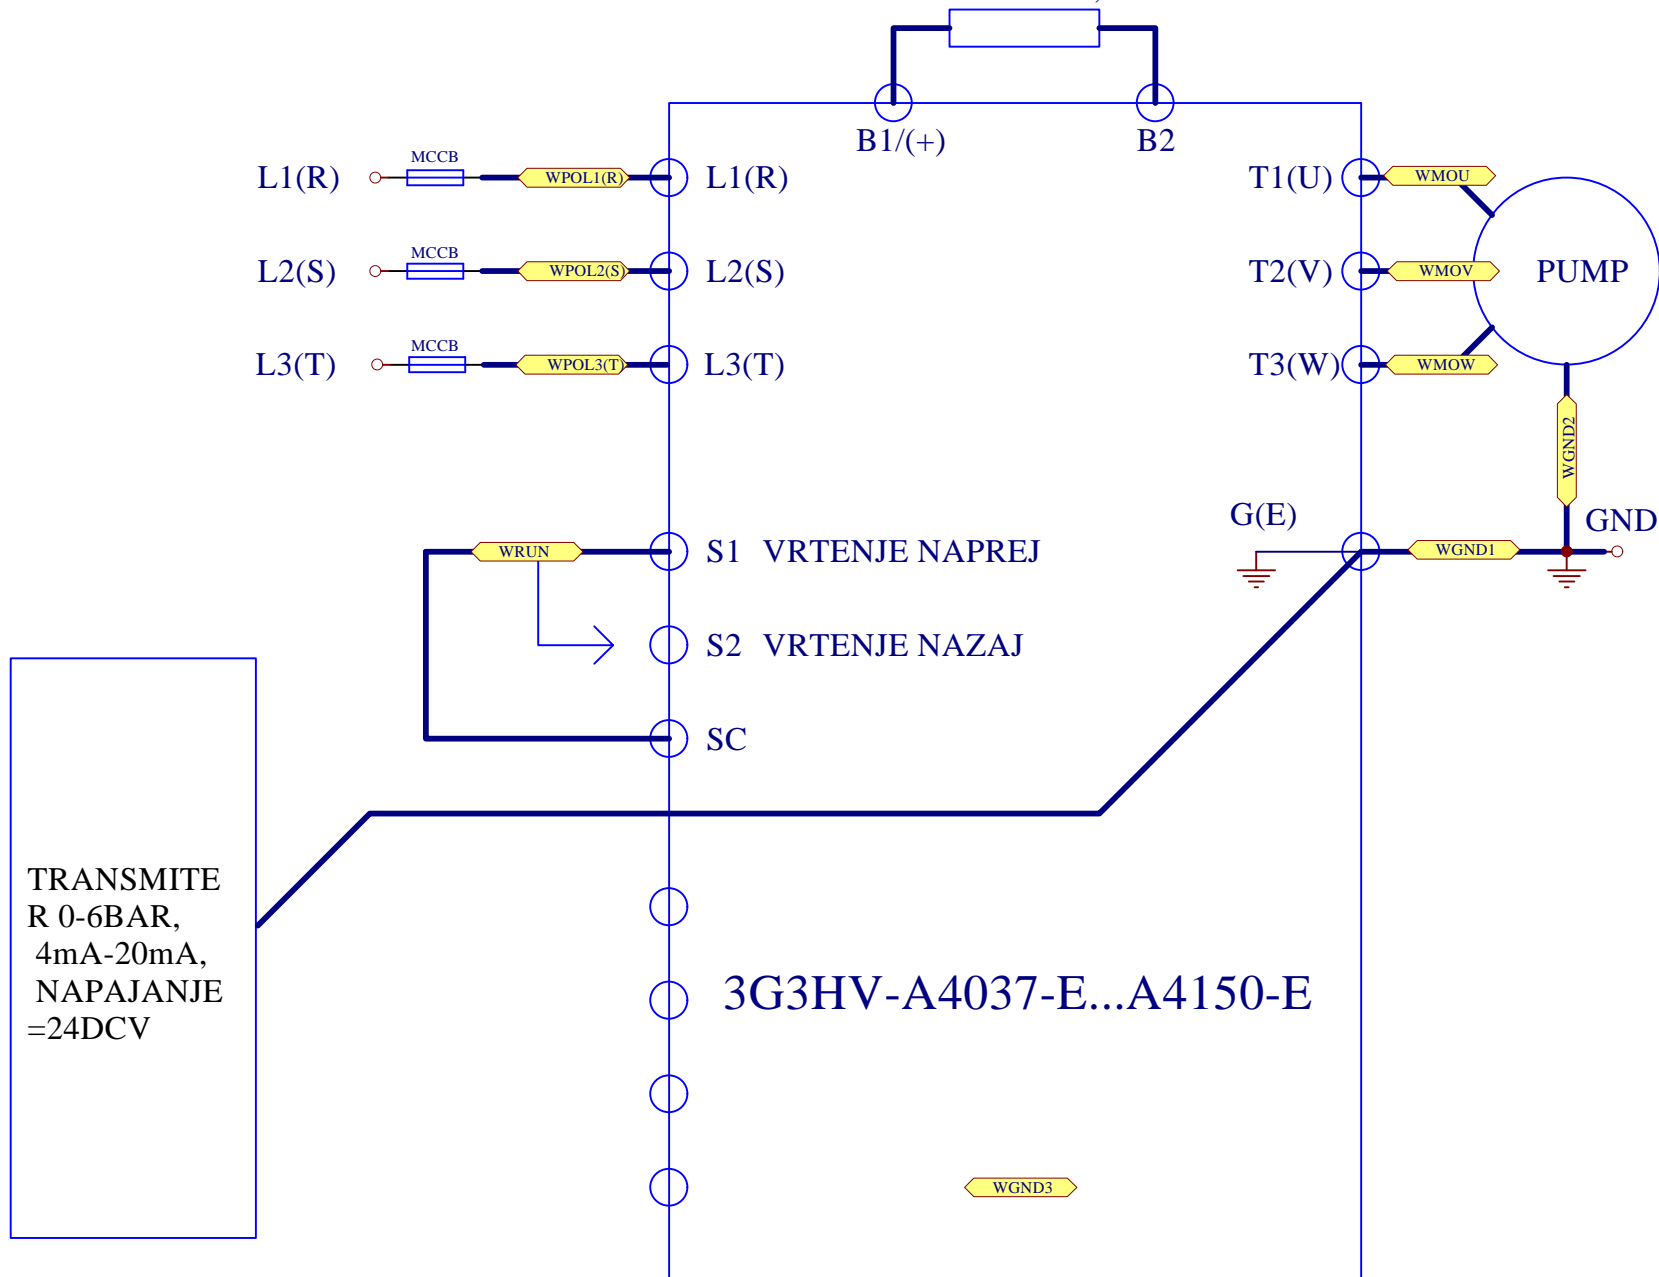 B1/(+)
B2
L1(R)
MCCB
WPOL1(R)
L1(R)
T1(U)
WMOU
L2(S)
MCCB
WPOL2(S)
L2(S)
T2(V)
WMOV
PUMP
L3(T)
MCCB
WPOL3(T)
L3(T)
T3(W)
WMOW
WGND2
G(E)
GND
WRUN
S1 VRTENJE NAPREJ
WGND1
S2 VRTENJE NAZAJ
SC
TRANSMITE
R 0-6BAR,
4mA-20mA,
NAPAJANJE
=24DCV
3G3HV-A4037-E...A4150-E
WGND3